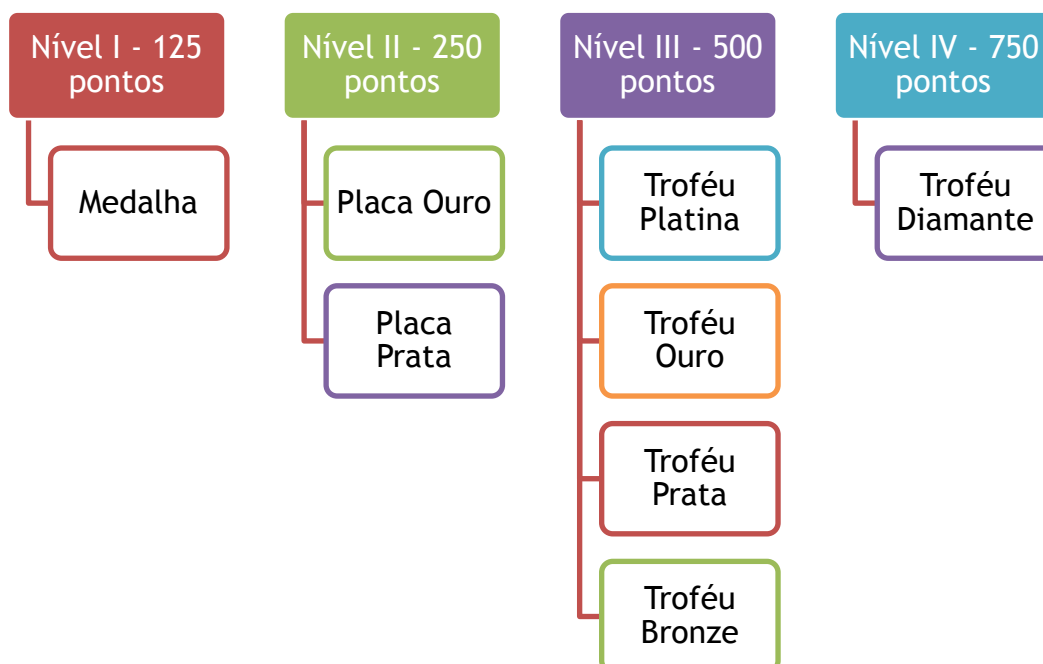 Nível I - 125
pontos
Medalha
Nível II - 250
pontos
Placa Ouro
Placa
Prata
Nível III - 500
pontos
Troféu
Platina
Troféu
Ouro
Troféu
Prata
Troféu
Bronze
Nível IV - 750
pontos
Troféu
Diamante